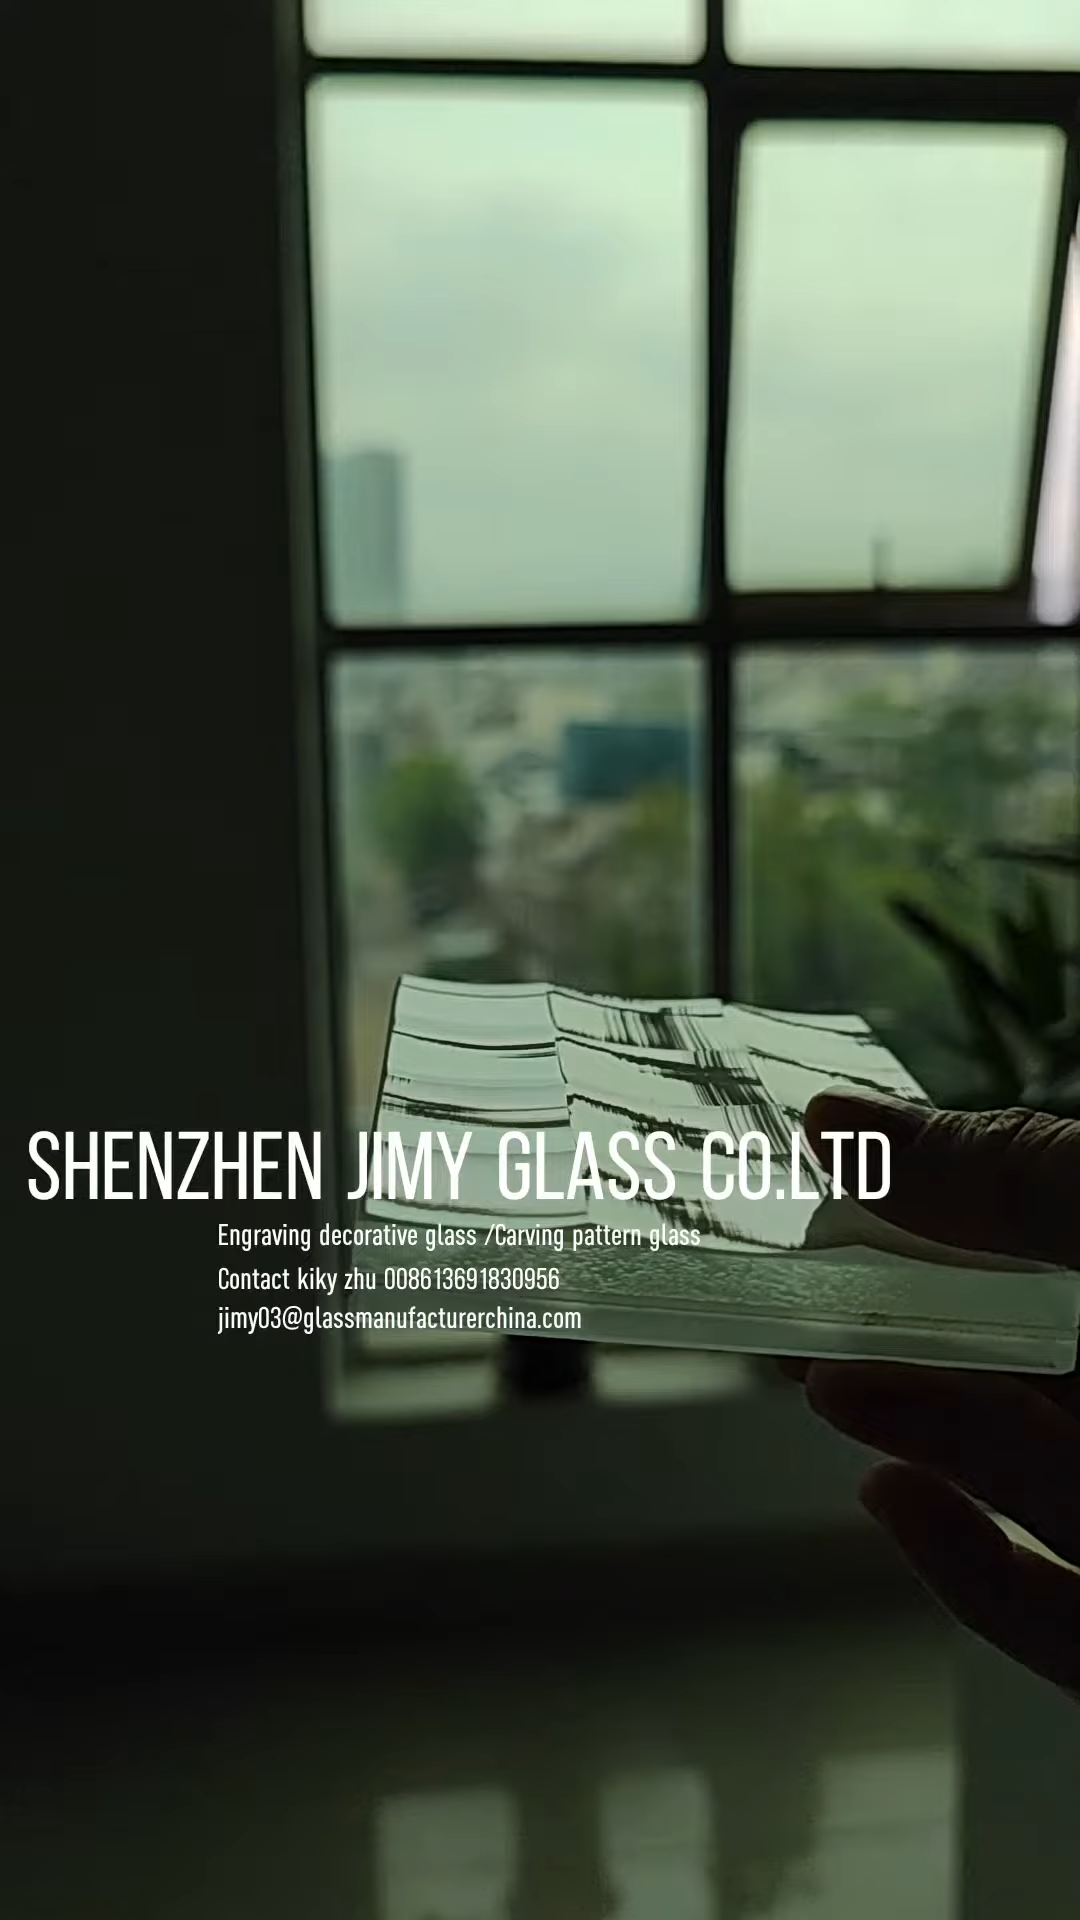 SHENZHEN JIMY GLASS CO.LTD
Engraving decorative glass /Carving pattern glass
Contact kiky zhu 008613691830956
jimy03@glassmanufacturerchina.com